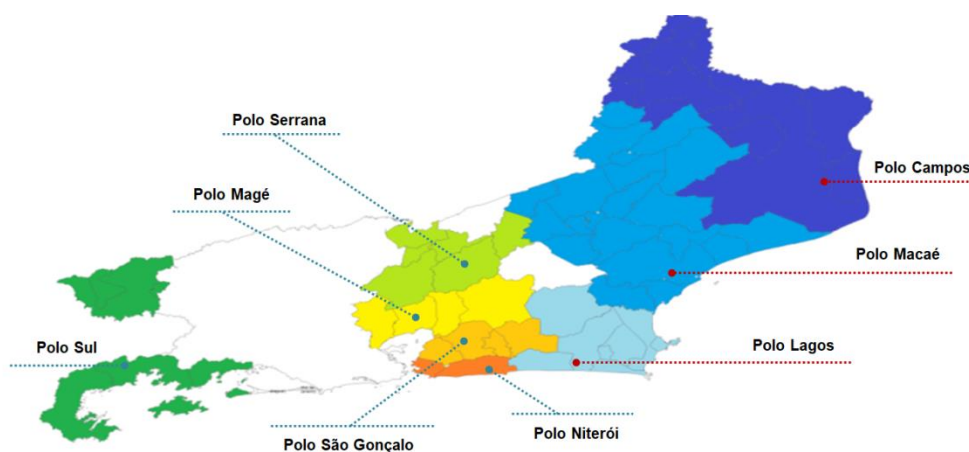 Polo Serrana
Polo Campos
Polo Magé
Polo Macaé
Polo Sul
Polo Lagos
Polo Niterói
Polo São Gonçalo